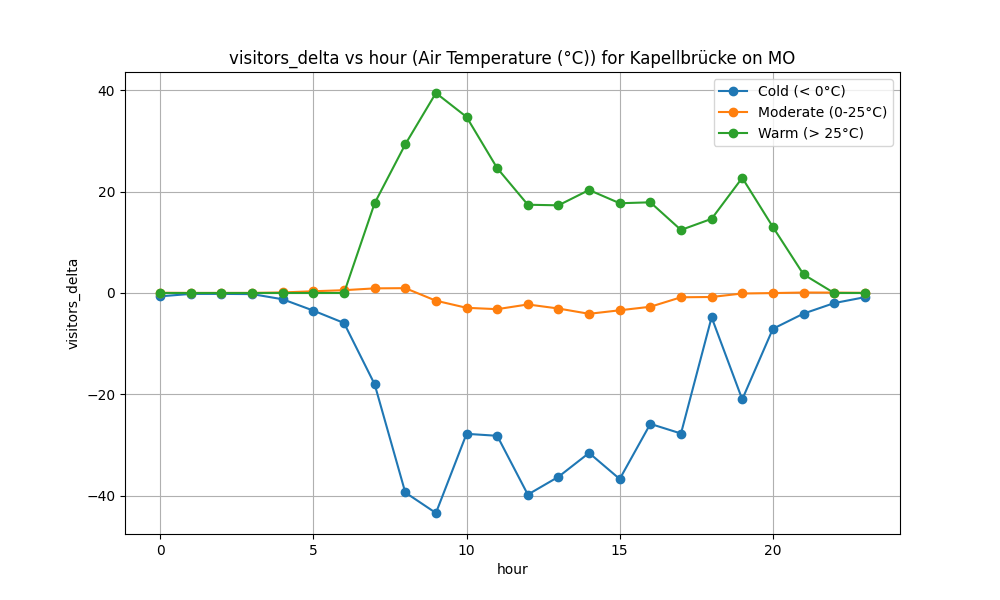 visitors_delta vs hour (Air Temperature (°C)) for Kapellbrücke on MO
Cold (< 0°C)
Moderate (0-25°C)
Warm (> 25°C)
visitors_delta
40
20
0
−20
−40
0
5
10
15
20
hour